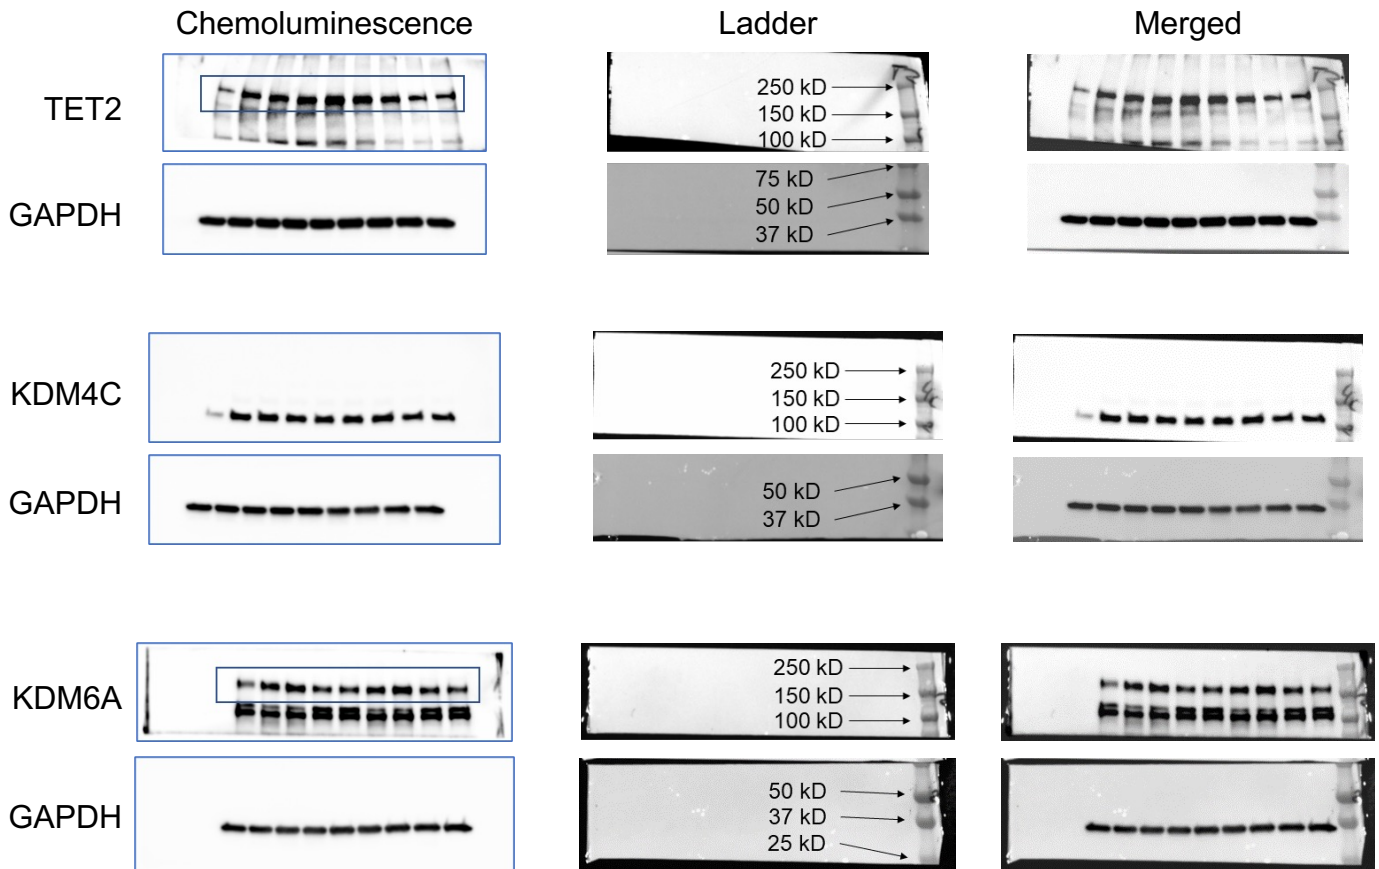 Chemoluminescence
Ladder
Merged
TET2
250 kD
150 kD
100 kD
GAPDH
75 kD
50 kD
37 kD
KDM4C
250 kD
150 kD
100 kD
GAPDH
50 kD
37 kD
KDM6A
250 kD
150 kD
100 kD
GAPDH
50 kD
37 kD
25 kD